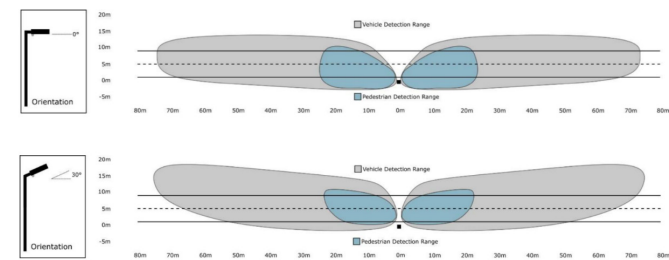 20m
Vehicle Detection Range
15m
0°
10m
5m
0m
Orientation
-5m
Pedestrian Detection Range
80m 70m 60m 50m 40m 30m 20m 10m 0m 10m 20m 30m 40m 50m 60m 70m 80m
20m
Vehicle Detection Range
15m
30°
10m
5m
0m
Orientation
-5m
Pedestrian Detection Range
80m 70m 60m 50m 40m 30m 20m 10m 0m 10m 20m 30m 40m 50m 60m 70m 80m